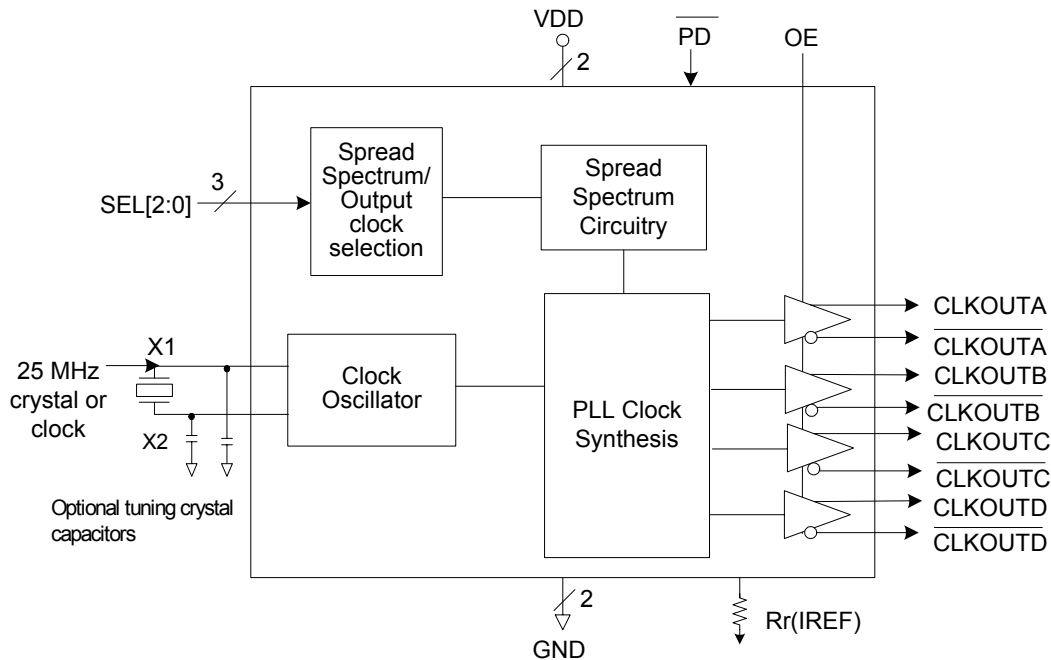 VDD
PD
OE
2
Spread
Spectrum/
Output
clock
selection
Spread
Spectrum
Circuitry
3
SEL[2:0]
CLKOUTA
CLKOUTA
X1
25 MHz
crystal or
clock
Clock
Oscillator
PLL Clock
Synthesis
CLKOUTB
CLKOUTB
X2
CLKOUTC
CLKOUTC
Optional tuning crystal
capacitors
CLKOUTD
CLKOUTD
2
GND
Rr(IREF)